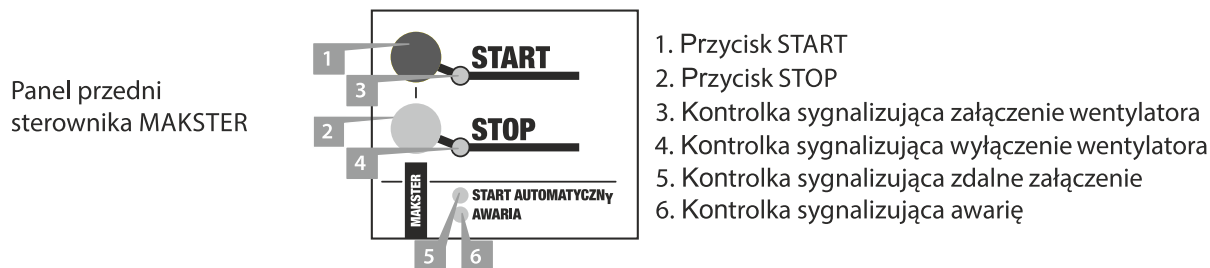 Panel przedni
sterownika MAKSTER
1
START
3
2
STOP
4
MAKSTER
START AUTOMATYCZNy
AWARIA
5
6
1. Przycisk START
2. Przycisk STOP
3. Kontrolka sygnalizująca załączenie wentylatora
4. Kontrolka sygnalizująca wyłączenie wentylatora
5. Kontrolka sygnalizująca zdalne załączenie
6. Kontrolka sygnalizująca awarię